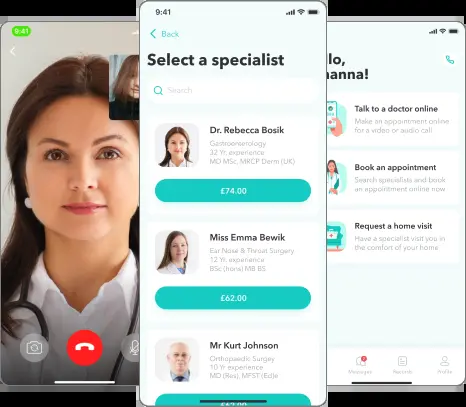 9:41
9:41
Back
Select a specialist
Search
Dr. Rebecca Bosik
Gastroenterology
32 Yr. experience
MD MSc, MRCP Derm (UK)
£74.00
Miss Emma Bewik
Ear Nose & Throat Surgery
12 Yr. experience
BSc (hons) MB BS
£62.00
Mr Kurt Johnson
Orthopaedic Surgey
10 Yr experience
MD (Res), MFST (Ed)e
llo,
hanna!
Talk to a doctor online
Make an appointment online
for a video or audio call.
Book an appointment
Search specialists and book
an appointment online now
Request a home visit
Have a specialist visit you in
the comfort of your home
Messages
Records
Profile